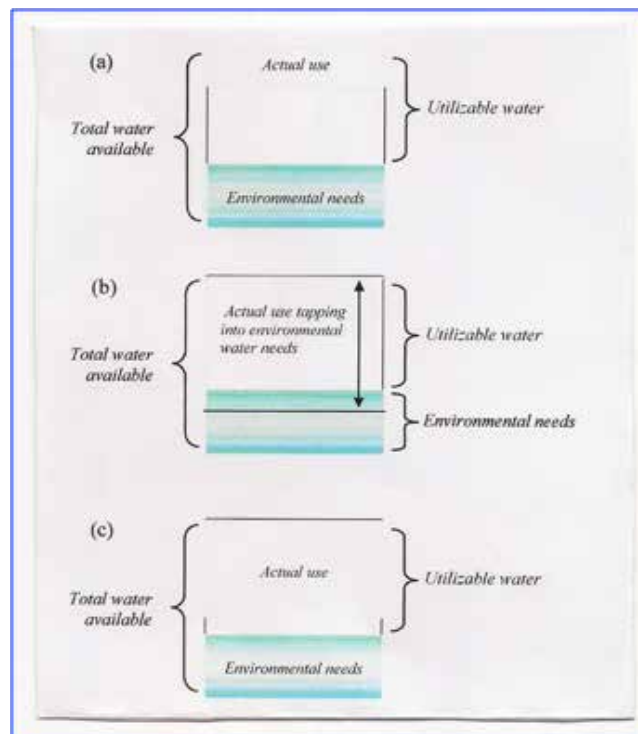 (a)
Actual use
Total water
available
Utilizable water
Environmental needs
(b)
Actual use tapping
into environmental
water needs
Total water
available
Utilizable water
Environmental needs
(c)
Actual use
Total water
available
Utilizable water
Environmental needs